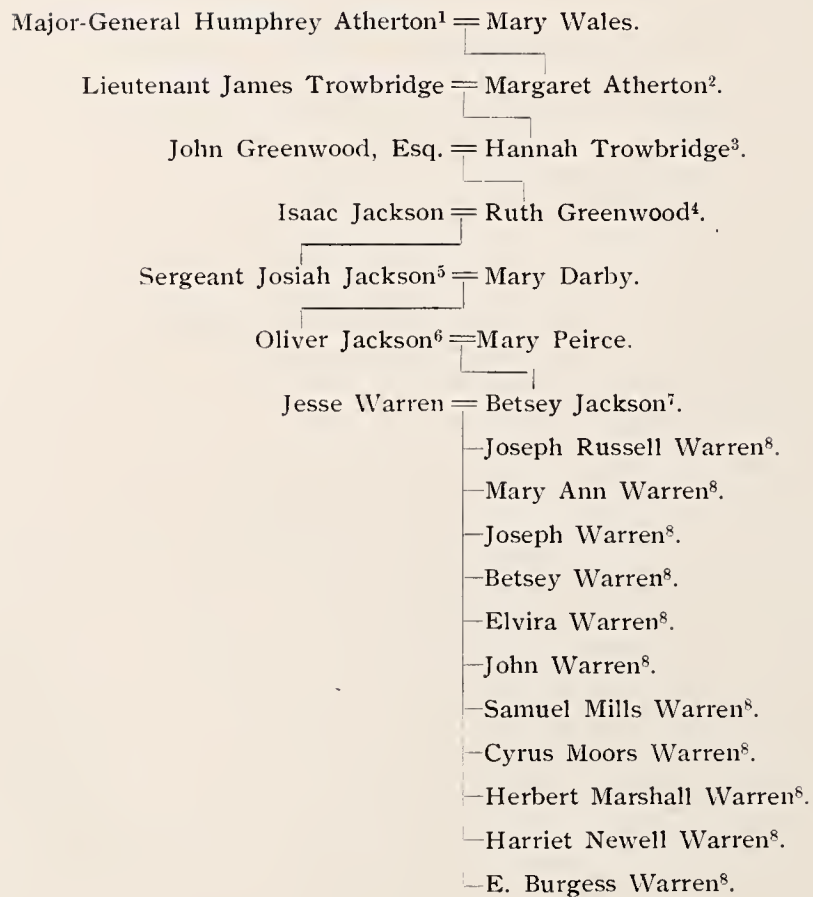 Major-General Humphrey Atherton¹ = Mary Wales.
Lieutenant James Trowbridge = Margaret Atherton².
John Greenwood, Esq. = Hannah Trowbridge³.
Isaac Jackson = Ruth Greenwood⁴.
Sergeant Josiah Jackson⁵ = Mary Darby.
Oliver Jackson⁶ = Mary Peirce.
Jesse Warren = Betsey Jackson⁷.
Joseph Russell Warren⁸.
Mary Ann Warren⁸.
Joseph Warren⁸.
Betsey Warren⁸.
Elvira Warren⁸.
John Warren⁸.
Samuel Mills Warren⁸.
Cyrus Moors Warren⁸.
Herbert Marshall Warren⁸.
Harriet Newell Warren⁸.
E. Burgess Warren⁸.